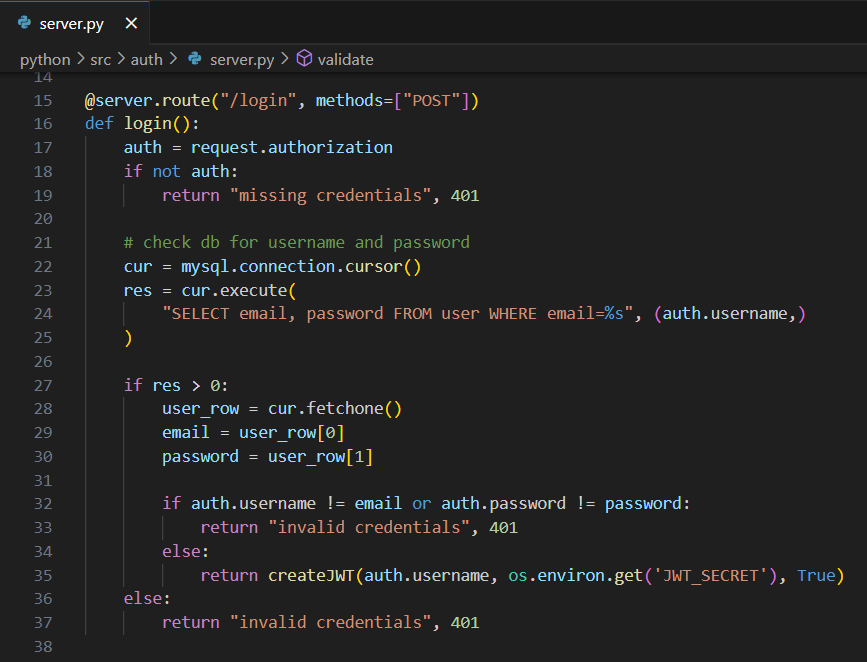 server.py
python > src > auth > server.py > validate
14
15 @server.route("/login", methods=["POST"])
16 def login():
17     auth = request.authorization
18     if not auth:
19         return "missing credentials", 401
20
21     # check db for username and password
22     cur = mysql.connection.cursor()
23     res = cur.execute(
24         "SELECT email, password FROM user WHERE email=%s", (auth.username,)
25     )
26
27     if res > 0:
28         user_row = cur.fetchone()
29         email = user_row[0]
30         password = user_row[1]
31
32         if auth.username != email or auth.password != password:
33             return "invalid credentials", 401
34         else:
35             return createJWT(auth.username, os.environ.get('JWT_SECRET'), True)
36     else:
37         return "invalid credentials", 401
38